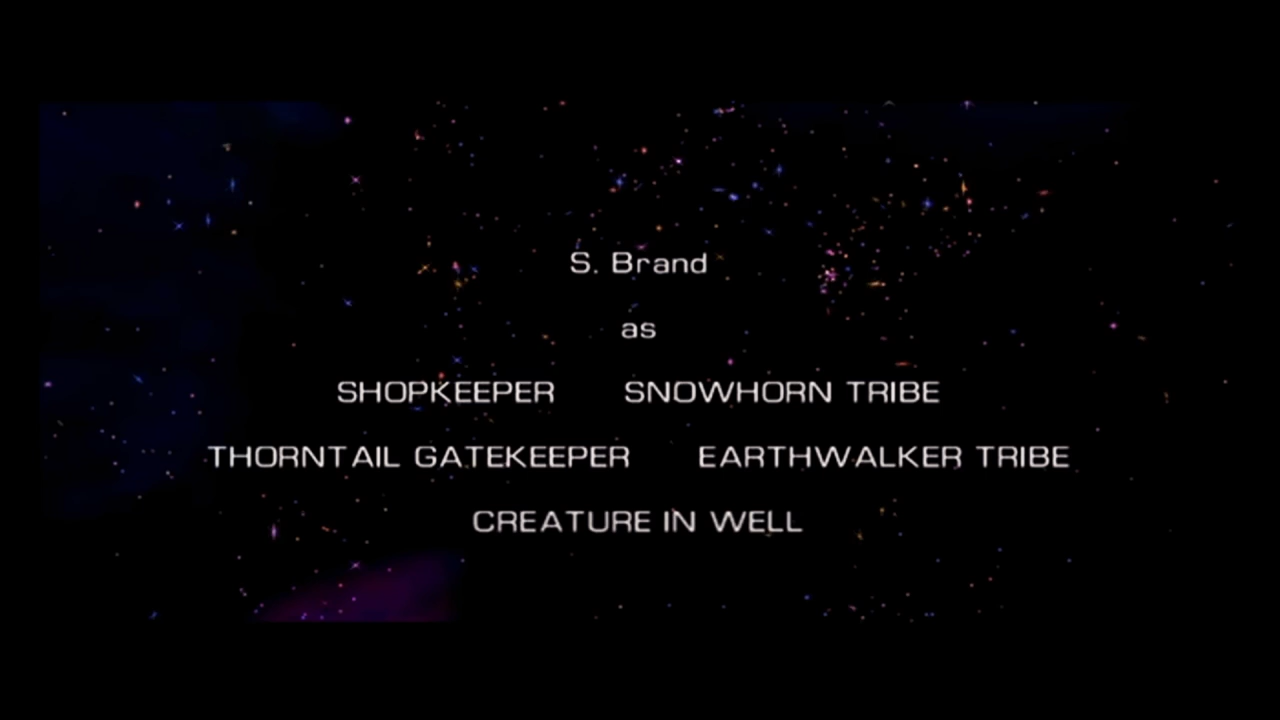 S. Brand
as
SHOPKEEPER SNOWHORN TRIBE
THORNTAIL GATEKEEPER EARTHWALKER TRIBE
CREATURE IN WELL